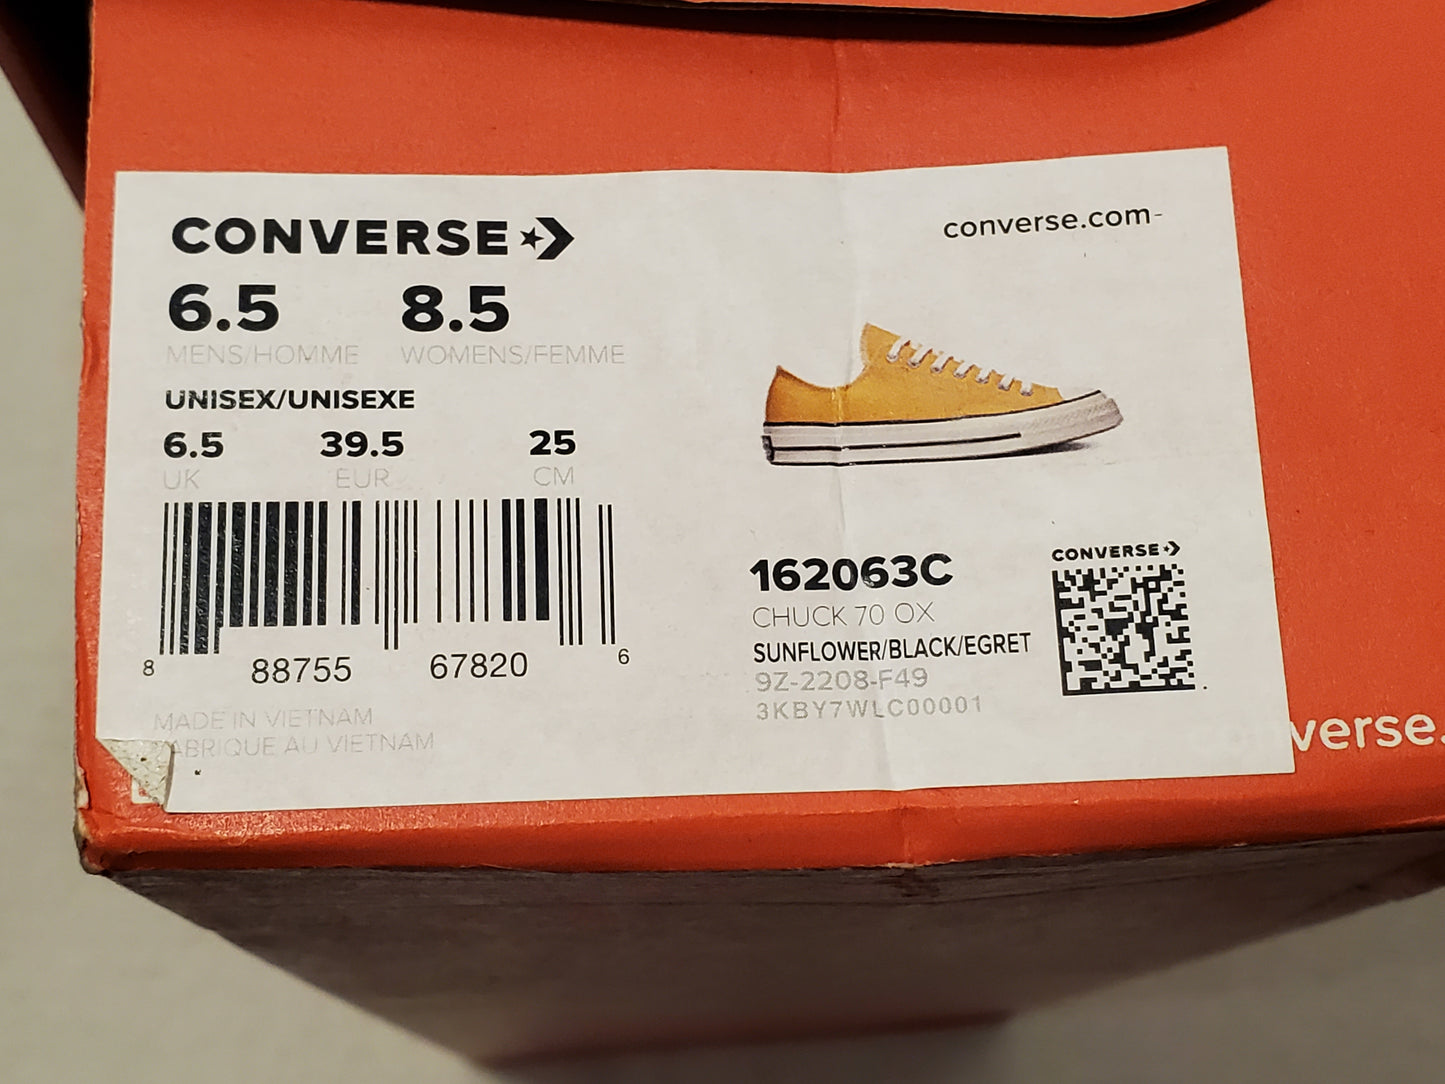 CONVERSE
converse.com
6.5 8.5
MENS/HOMME WOMENS/FEMME
UNISEX/UNISEXE
6.5 39.5 25
UK EUR CM
8 88755 67820 6
MADE IN VIETNAM
FABRIQUE AU VIETNAM
162063C
CHUCK 70 OX
SUNFLOWER/BLACK/EGRET
9Z-2208-F49
3KBY7WLC00001
CONVERSE
verse.